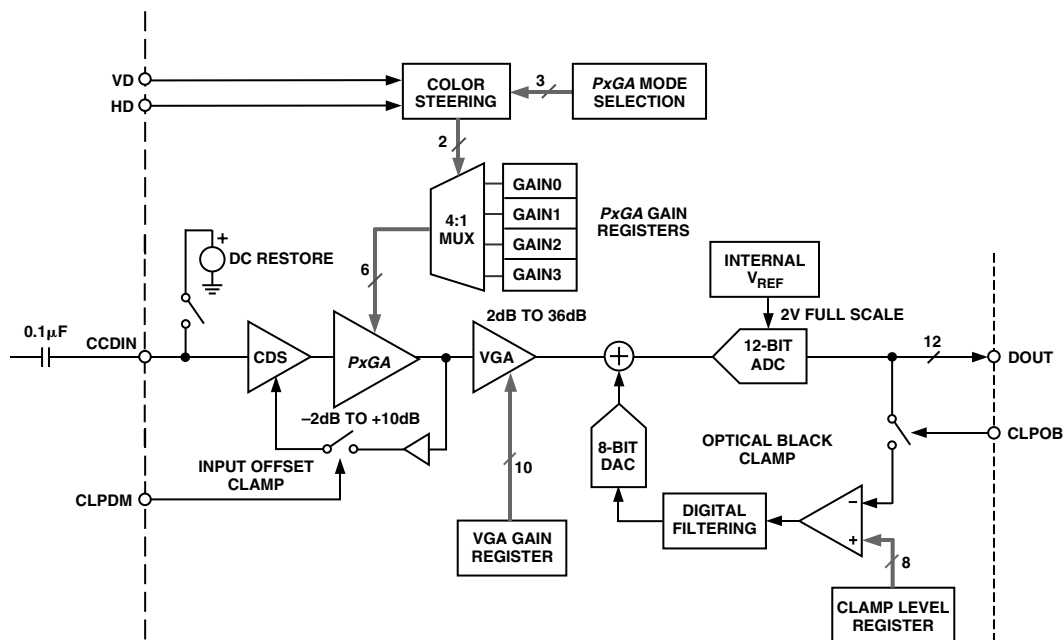 VD
HD
COLOR
STEERING
3
PxGA MODE
SELECTION
2
4:1
MUX
GAIN0
GAIN1
GAIN2
GAIN3
PxGA GAIN
REGISTERS
+
DC RESTORE
6
INTERNAL
VREF
2dB TO 36dB
2V FULL SCALE
0.1μF
CCDIN
CDS
PxGA
VGA
+
12-BIT
ADC
12
DOUT
–2dB TO +10dB
INPUT OFFSET
CLAMP
CLPDM
10
VGA GAIN
REGISTER
8-BIT
DAC
OPTICAL BLACK
CLAMP
CLPOB
DIGITAL
FILTERING
–
+
8
CLAMP LEVEL
REGISTER